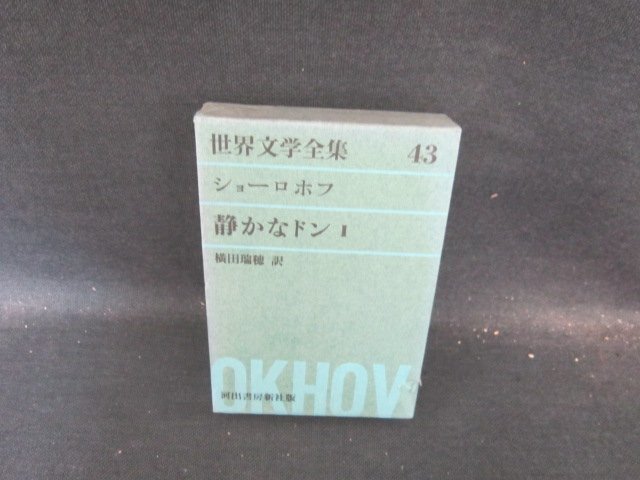 世界文学全集 43
ショーロホフ
静かなドン I
横田瑞穂 訳
OKHOV
河出書房新社版